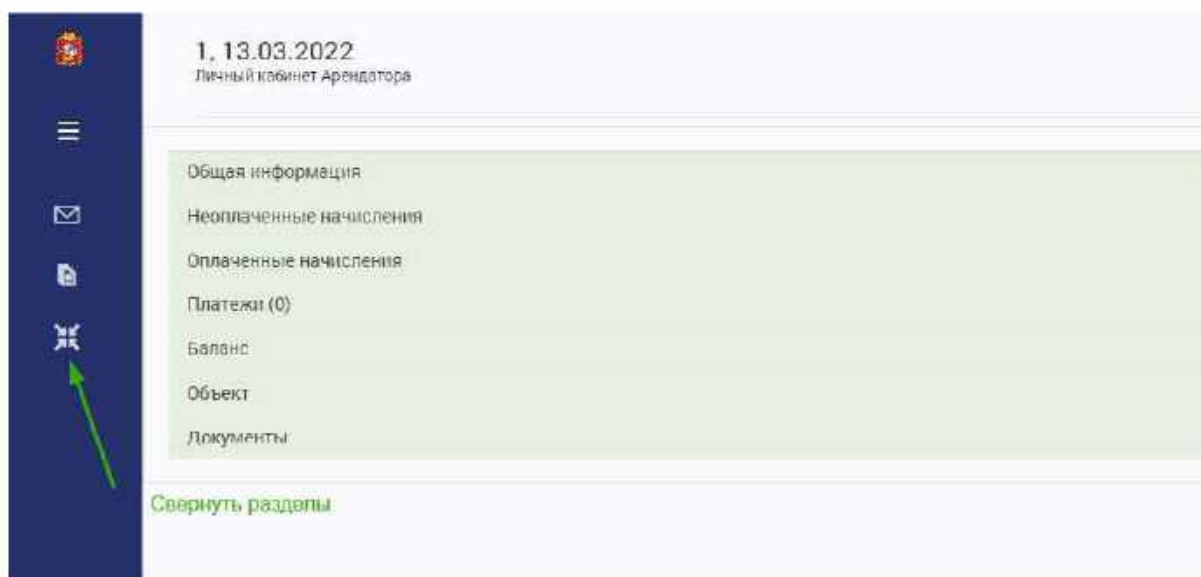 1, 13.03.2022
Личный кабинет Арендатора
Общая информация
Неоплаченные начисления
Оплаченные начисления
Платежи (0)
Баланс
Объект
Документы
Свернуть разделы